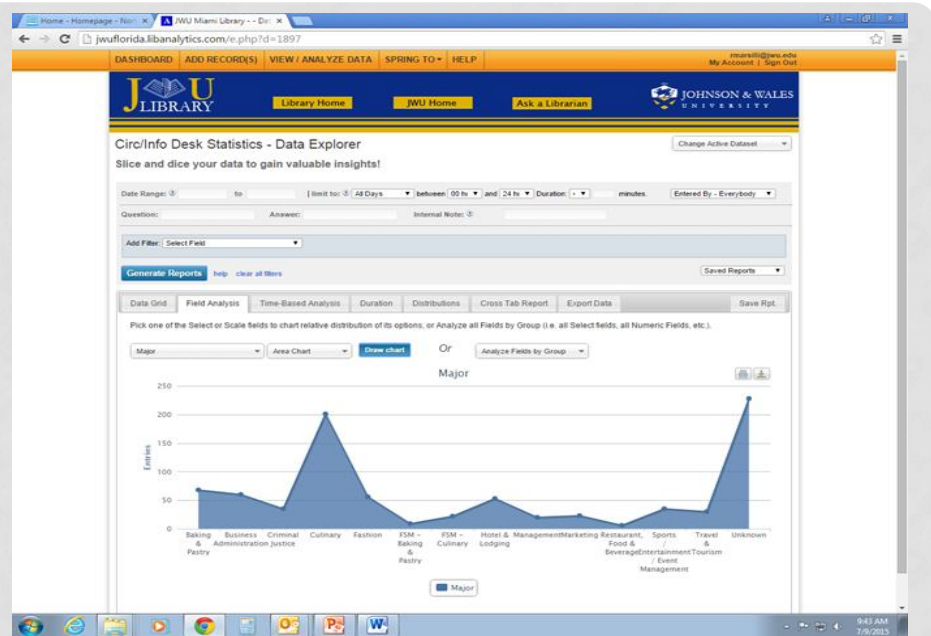 Home - Homepage - Non
JWU Miami Library - - Dat
jwuflorida.libanalytics.com/e.php?d=1897
DASHBOARD ADD RECORD(S) VIEW / ANALYZE DATA SPRING TO HELP
rmarsilli@jwu.edu
My Account | Sign Out
JWU
LIBRARY
Library Home JWU Home Ask a Librarian
JOHNSON & WALES
UNIVERSITY
Circ/Info Desk Statistics - Data Explorer
Change Active Dataset
Slice and dice your data to gain valuable insights!
Date Range: to | limit to: All Days between 00 hr and 24 hr Duration: - minutes. Entered By - Everybody
Question: Answer: Internal Note:
Add Filter: Select Field
Generate Reports help clear all filters
Saved Reports
Data Grid Field Analysis Time-Based Analysis Duration Distributions Cross Tab Report Export Data Save Rpt.
Pick one of the Select or Scale fields to chart relative distribution of its options, or Analyze all Fields by Group (i.e. all Select fields, all Numeric Fields, etc.).
Major Area Chart Draw chart Or Analyze Fields by Group
Major
Entries
250
200
150
100
50
0
Baking & Pastry
Business Administration
Criminal Justice
Culinary
Fashion
FSM - Baking & Pastry
FSM - Culinary
Hotel & Lodging
Management
Marketing
Restaurant, Food & Beverage
Sports / Entertainment / Event Management
Travel & Tourism
Unknown
Major
9:43 AM
7/9/2015